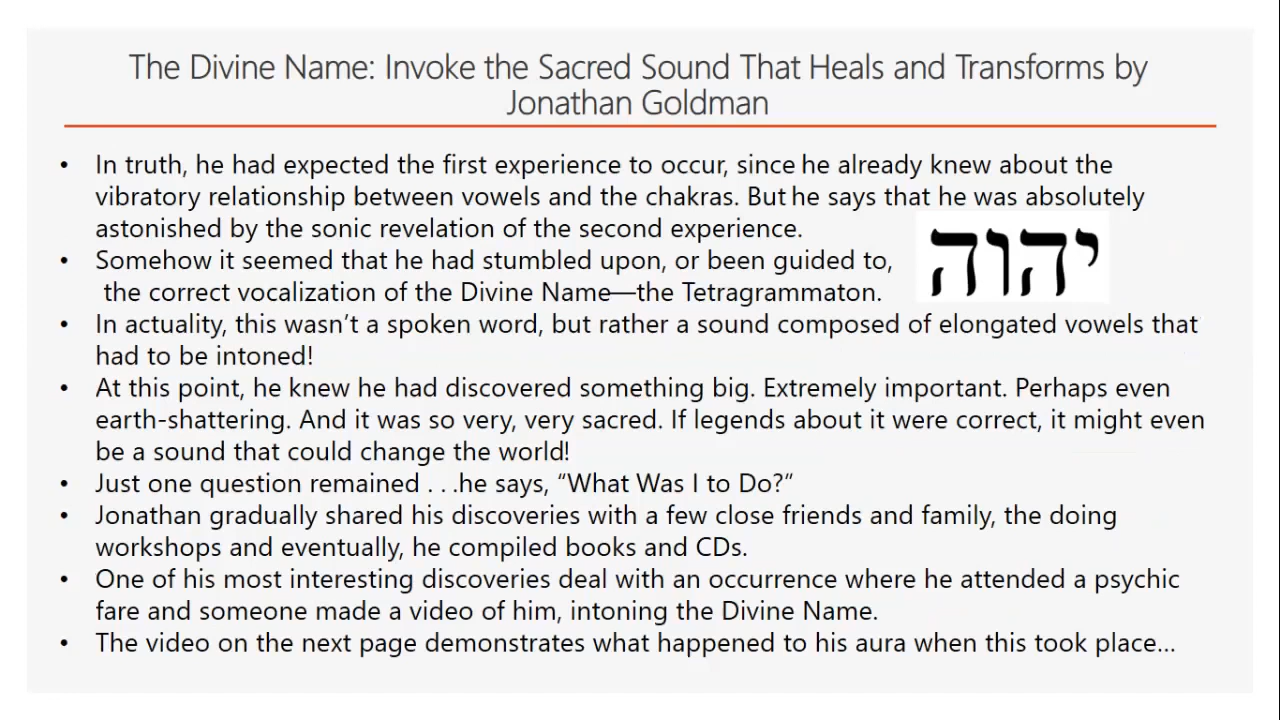 The Divine Name: Invoke the Sacred Sound That Heals and Transforms by
Jonathan Goldman
• In truth, he had expected the first experience to occur, since he already knew about the
vibratory relationship between vowels and the chakras. But he says that he was absolutely
astonished by the sonic revelation of the second experience.
• Somehow it seemed that he had stumbled upon, or been guided to,
the correct vocalization of the Divine Name—the Tetragrammaton.
יהוה
• In actuality, this wasn’t a spoken word, but rather a sound composed of elongated vowels that
had to be intoned!
• At this point, he knew he had discovered something big. Extremely important. Perhaps even
earth-shattering. And it was so very, very sacred. If legends about it were correct, it might even
be a sound that could change the world!
• Just one question remained . . .he says, “What Was I to Do?”
• Jonathan gradually shared his discoveries with a few close friends and family, the doing
workshops and eventually, he compiled books and CDs.
• One of his most interesting discoveries deal with an occurrence where he attended a psychic
fare and someone made a video of him, intoning the Divine Name.
• The video on the next page demonstrates what happened to his aura when this took place…